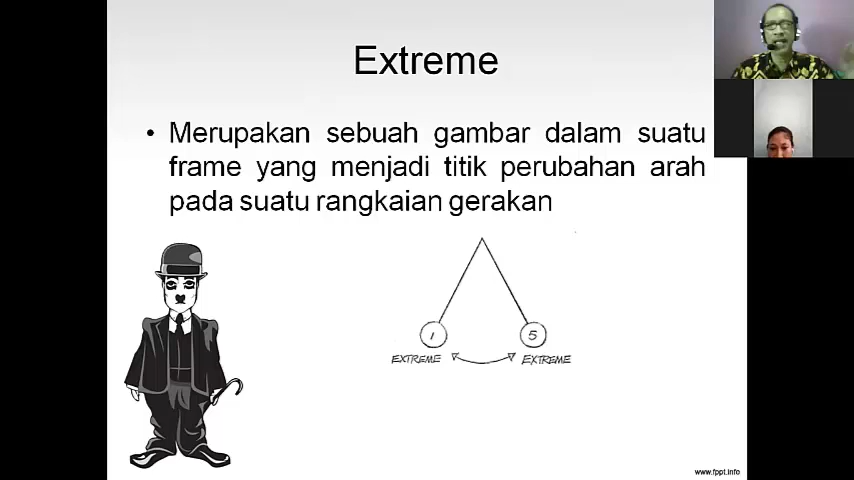 Extreme
• Merupakan sebuah gambar dalam suatu
frame yang menjadi titik perubahan arah
pada suatu rangkaian gerakan
1
5
EXTREME
EXTREME
www.fppt.info